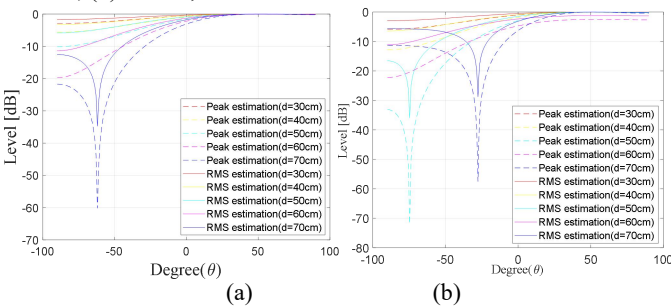 0
-10
-20
-30
-40
-50
-60
-70
Level [dB]
Peak estimation(d=30cm)
Peak estimation(d=40cm)
Peak estimation(d=50cm)
Peak estimation(d=60cm)
Peak estimation(d=70cm)
RMS estimation(d=30cm)
RMS estimation(d=40cm)
RMS estimation(d=50cm)
RMS estimation(d=60cm)
RMS estimation(d=70cm)
-100 -50 0 50 100
Degree(θ)
(a)
0
-10
-20
-30
-40
-50
-60
-70
-80
Level [dB]
Peak estimation(d=30cm)
Peak estimation(d=40cm)
Peak estimation(d=50cm)
Peak estimation(d=60cm)
Peak estimation(d=70cm)
RMS estimation(d=30cm)
RMS estimation(d=40cm)
RMS estimation(d=50cm)
RMS estimation(d=60cm)
RMS estimation(d=70cm)
-100 -50 0 50 100
Degree(θ)
(b)